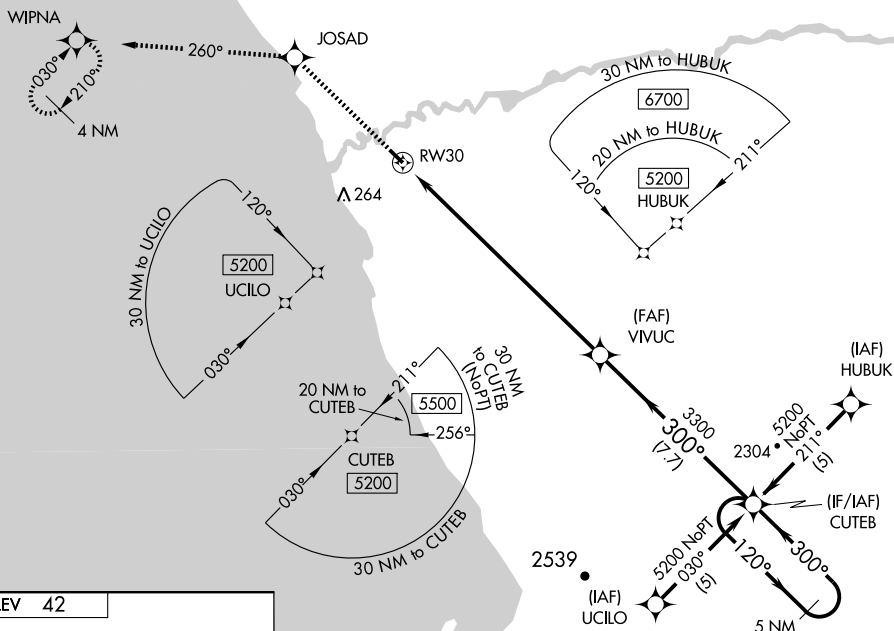 WIPNA
030°
210°
4 NM
260°
JOSAD
RW30
264
30 NM to HUBUK
6700
20 NM to HUBUK
211°
120°
5200
HUBUK
30 NM to UCILO
120°
5200
UCILO
030°
30 NM
to CUTEB
(NoPT)
211°
20 NM to
CUTEB
5500
256°
CUTEB
5200
030°
30 NM to CUTEB
(FAF)
VIVUC
(IAF)
HUBUK
3300
300°
(7.7)
2304
5200
NoPT
211°
(5)
(IF/IAF)
CUTEB
5200 NoPT
030°
(5)
120°
300°
2539
(IAF)
UCILO
5 NM
LEV 42